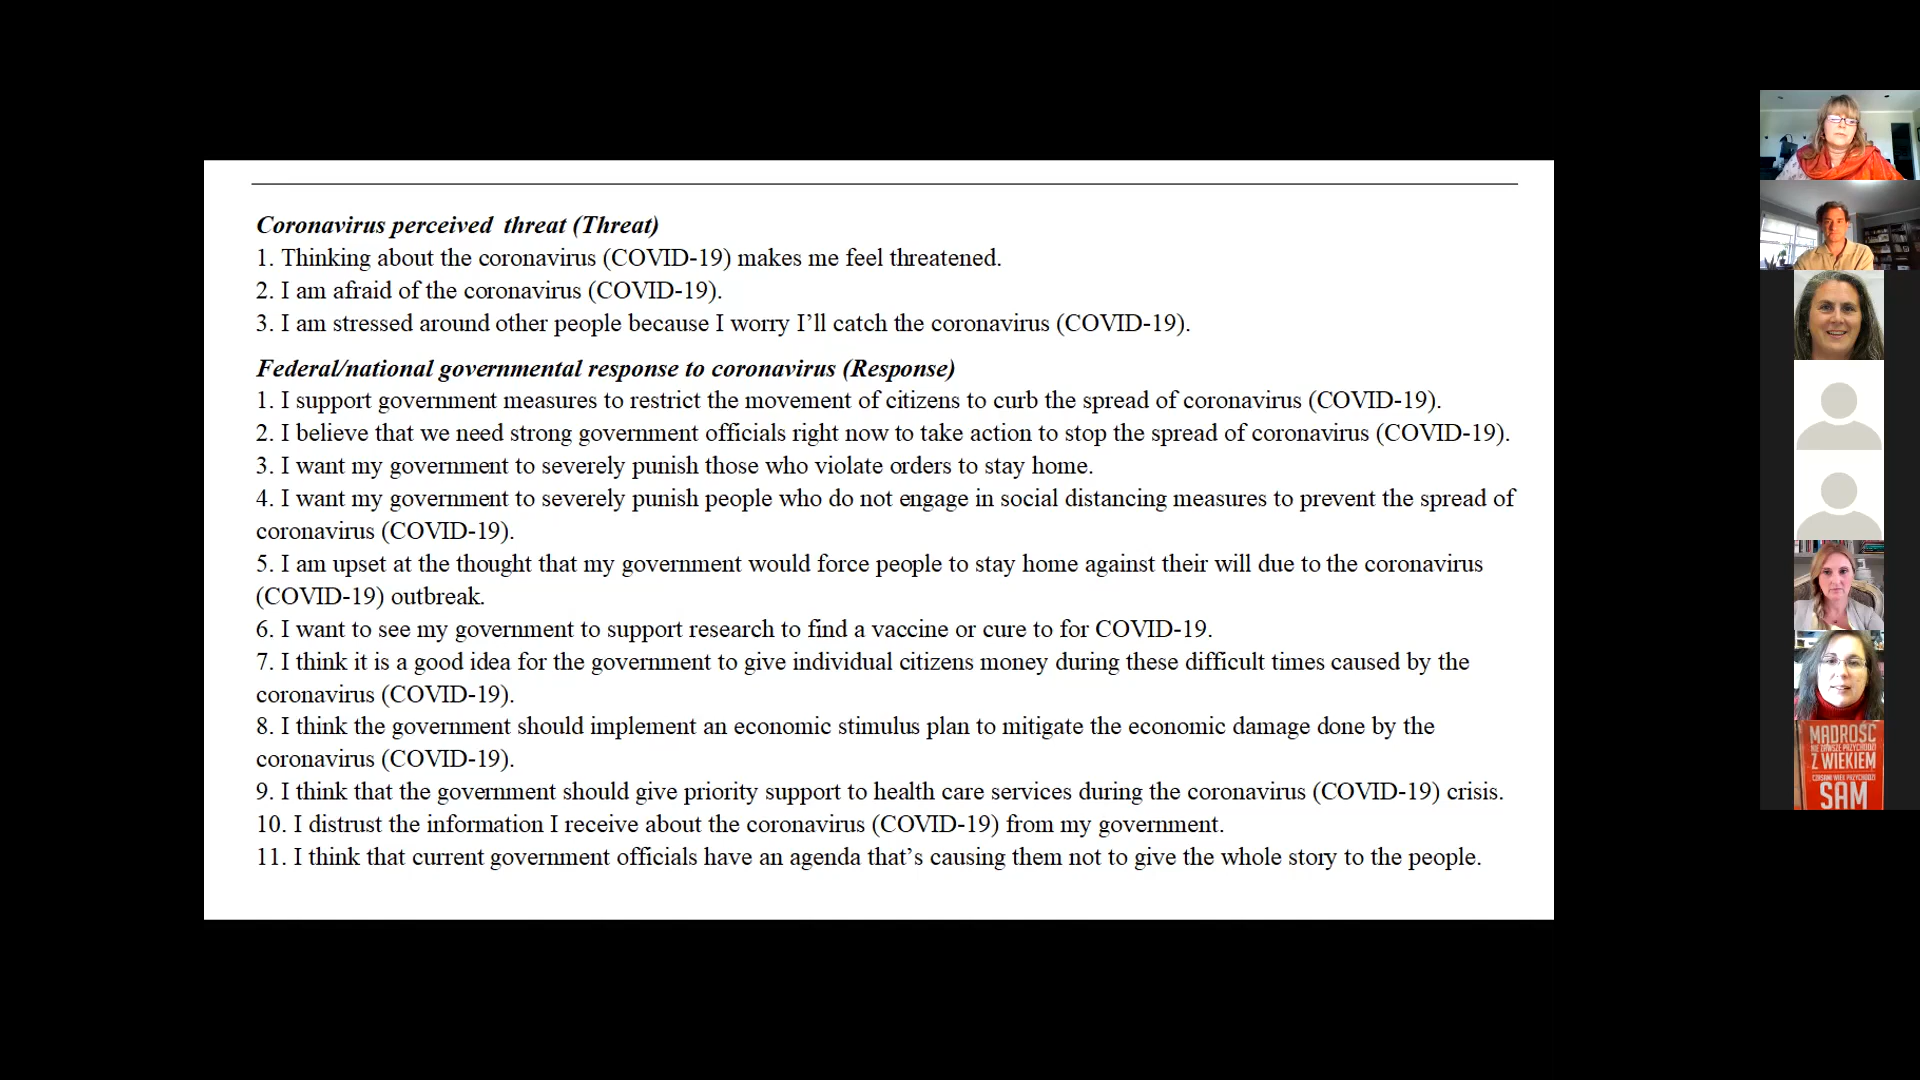 Coronavirus perceived threat (Threat)
1. Thinking about the coronavirus (COVID-19) makes me feel threatened.
2. I am afraid of the coronavirus (COVID-19).
3. I am stressed around other people because I worry I’ll catch the coronavirus (COVID-19).
Federal/national governmental response to coronavirus (Response)
1. I support government measures to restrict the movement of citizens to curb the spread of coronavirus (COVID-19).
2. I believe that we need strong government officials right now to take action to stop the spread of coronavirus (COVID-19).
3. I want my government to severely punish those who violate orders to stay home.
4. I want my government to severely punish people who do not engage in social distancing measures to prevent the spread of
coronavirus (COVID-19).
5. I am upset at the thought that my government would force people to stay home against their will due to the coronavirus
(COVID-19) outbreak.
6. I want to see my government to support research to find a vaccine or cure to for COVID-19.
7. I think it is a good idea for the government to give individual citizens money during these difficult times caused by the
coronavirus (COVID-19).
8. I think the government should implement an economic stimulus plan to mitigate the economic damage done by the
coronavirus (COVID-19).
9. I think that the government should give priority support to health care services during the coronavirus (COVID-19) crisis.
10. I distrust the information I receive about the coronavirus (COVID-19) from my government.
11. I think that current government officials have an agenda that’s causing them not to give the whole story to the people.
MĄDROŚĆ
NIE ZAWSZE PRZYCHODZI
Z WIEKIEM
CZASAMI WIEK PRZYCHODZI
SAM